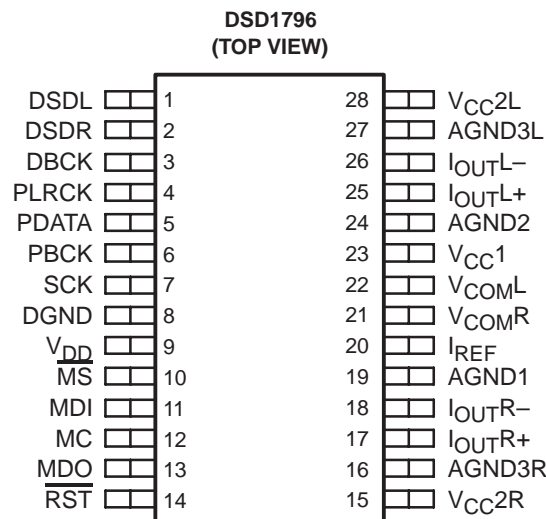 DSD1796
(TOP VIEW)
DSDL 1 28 VCC2L
DSDR 2 27 AGND3L
DBCK 3 26 IOUTL–
PLRCK 4 25 IOUTL+
PDATA 5 24 AGND2
PBCK 6 23 VCC1
SCK 7 22 VCOML
DGND 8 21 VCOMR
VDD 9 20 IREF
MS 10 19 AGND1
MDI 11 18 IOUTR–
MC 12 17 IOUTR+
MDO 13 16 AGND3R
RST 14 15 VCC2R